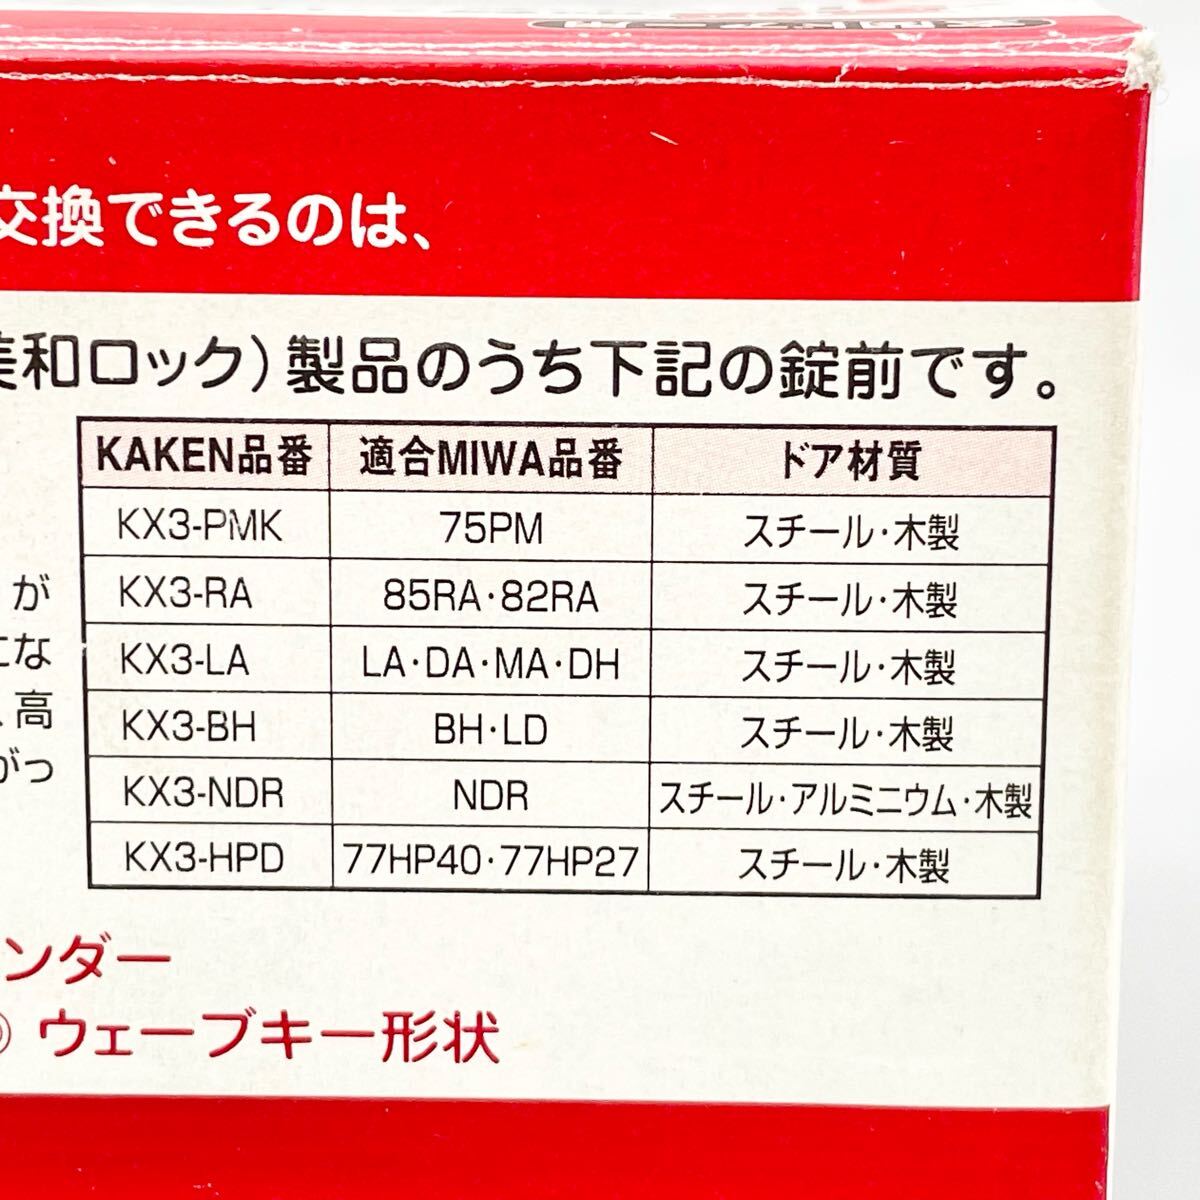 交換できるのは、
美和ロック)製品のうち下記の錠前です。
KAKEN品番 適合MIWA品番 ドア材質
KX3-PMK 75PM スチール・木製
KX3-RA 85RA・82RA スチール・木製
KX3-LA LA・DA・MA・DH スチール・木製
KX3-BH BH・LD スチール・木製
KX3-NDR NDR スチール・アルミニウム・木製
KX3-HPD 77HP40・77HP27 スチール・木製
が
にな
、高
がっ
ンダー
ウェーブキー形状